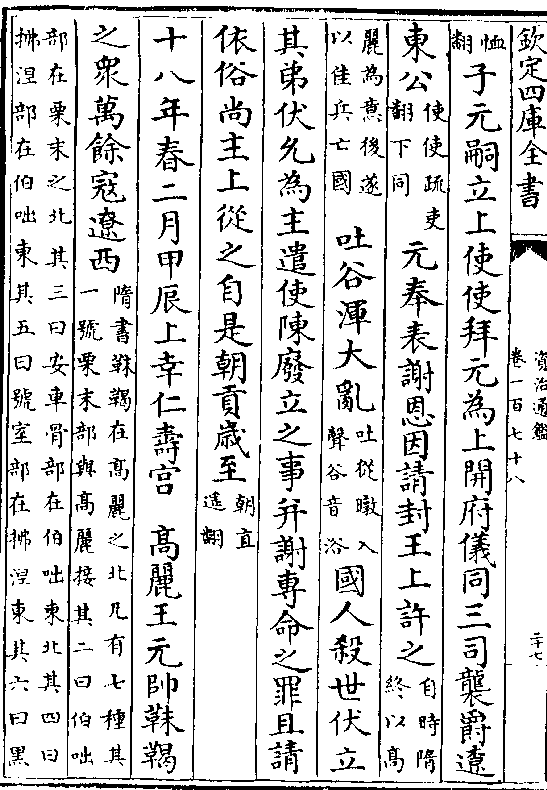 欽定四庫全書
資治通鑑
卷一百七十八
二十七
恤
翻
子元嗣立上使使拜元為上開府儀同三司襲爵遼
東公
使使疏吏
翻下同
元奉表謝恩因請封王上許之
自時隋
終以高
麗為意後遂
以佳兵亡國
吐谷渾大亂
吐從暾入
聲谷音浴
國人殺世伏立
其弟伏允為主遣使陳廢立之事并謝專命之罪且請
依俗尚主上從之自是朝貢歲至
朝直
遥翻
十八年春二月甲辰上幸仁壽宫 高麗王元帥靺鞨
之衆萬餘寇遼西
隋書靺鞨在髙麗之北凡有七種其
一號栗末部與髙麗接其二曰伯咄
部在栗末之北其三曰安車骨部在伯咄東北其四曰
拂涅部在伯咄東其五曰號室部在拂涅東其六曰黑